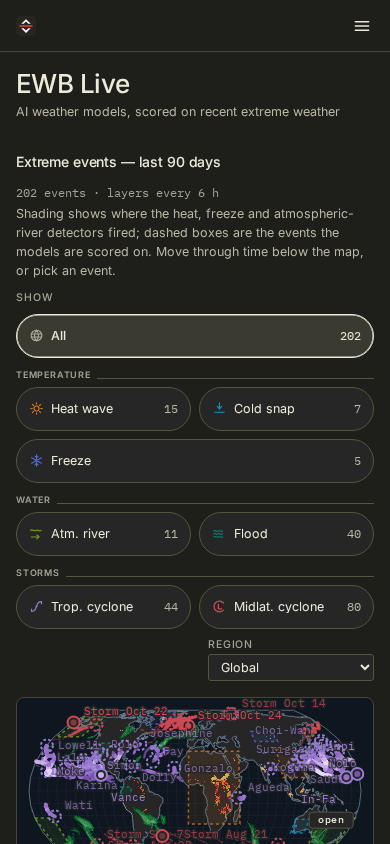 EWB Live
AI weather models, scored on recent extreme weather
Extreme events — last 90 days
202 events · layers every 6 h
Shading shows where the heat, freeze and atmospheric-
river detectors fired; dashed boxes are the events the
models are scored on. Move through time below the map,
or pick an event.
SHOW
All 202
TEMPERATURE
Heat wave 15
Cold snap 7
Freeze 5
WATER
Atm. river 11
Flood 40
STORMS
Trop. cyclone 44
Midlat. cyclone 80
REGION
Global
Storm Oct 14
Storm Oct 22
Oct 24
Josephine
Fay
Dolly
Gonzalo
Karina
Vance
Wati
Agueda
In-Fa
open
Storm Aug 21